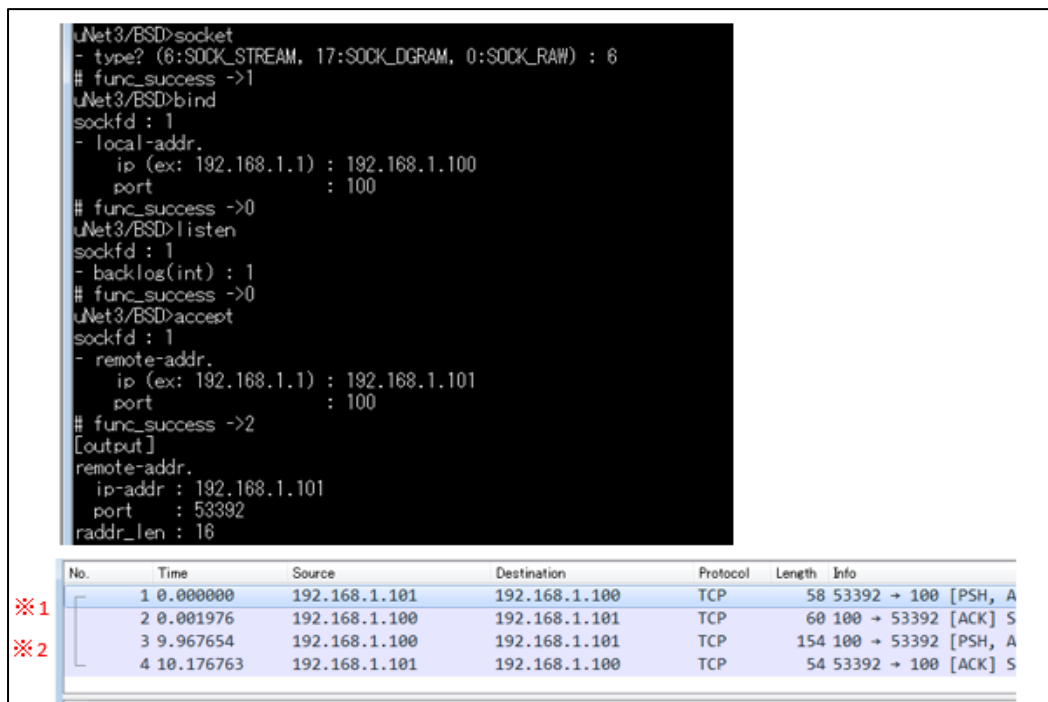 uNet3/BSD>socket
- type? (6:SOCK_STREAM, 17:SOCK_DGRAM, 0:SOCK_RAW) : 6
# func_success ->1
uNet3/BSD>bind
sockfd : 1
- local-addr.
ip (ex: 192.168.1.1) : 192.168.1.100
port : 100
# func_success ->0
uNet3/BSD>listen
sockfd : 1
- backlog(int) : 1
# func_success ->0
uNet3/BSD>accept
sockfd : 1
- remote-addr.
ip (ex: 192.168.1.1) : 192.168.1.101
port : 100
# func_success ->2
[output]
remote-addr.
ip-addr : 192.168.1.101
port : 53392
raddr_len : 16
No. Time Source Destination Protocol Length Info
※1 1 0.000000 192.168.1.101 192.168.1.100 TCP 58 53392 → 100 [PSH, A
2 0.001976 192.168.1.100 192.168.1.101 TCP 60 100 → 53392 [ACK] S
※2 3 9.967654 192.168.1.100 192.168.1.101 TCP 154 100 → 53392 [PSH, A
4 10.176763 192.168.1.101 192.168.1.100 TCP 54 53392 → 100 [ACK] S